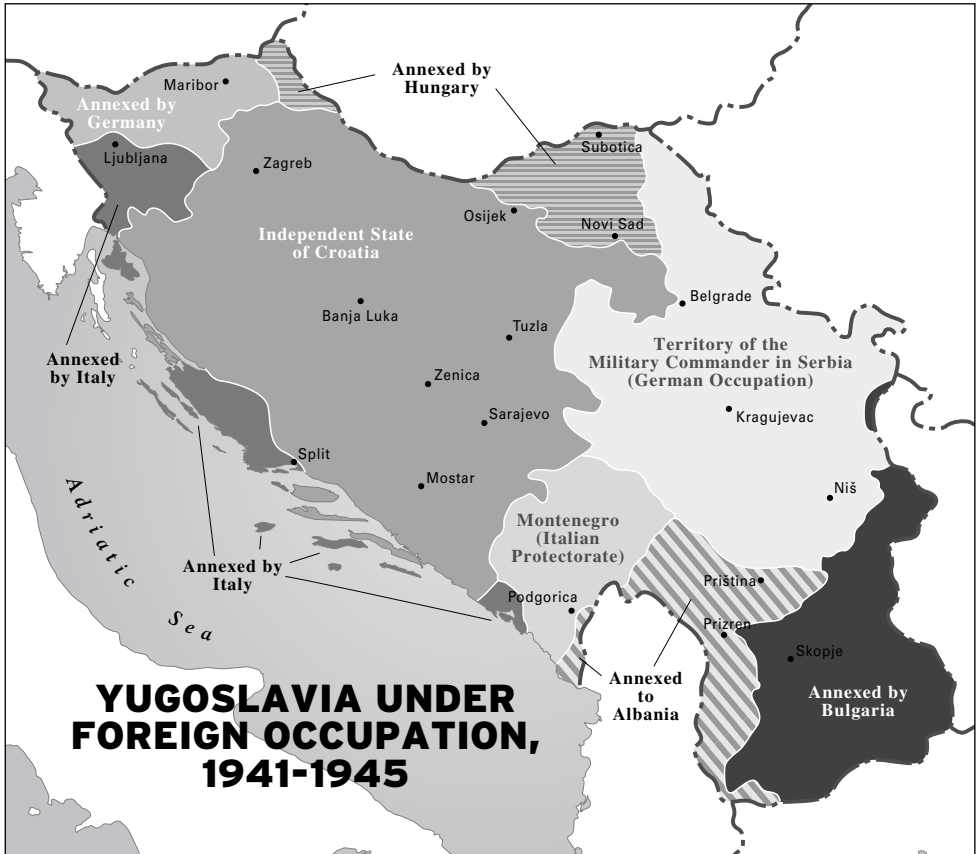 Annexed by
Hungary
Maribor
Annexed by
Germany
Ljubljana
Subotica
Zagreb
Osijek
Novi Sad
Independent State
of Croatia
Belgrade
Banja Luka
Tuzla
Annexed
by Italy
Territory of the
Military Commander in Serbia
(German Occupation)
Zenica
Sarajevo
Kragujevac
Split
Mostar
Niš
Adriatic
Sea
Montenegro
(Italian
Protectorate)
Annexed by
Italy
Priština
Podgorica
Prizren
Skopje
Annexed
to
Albania
Annexed by
Bulgaria
YUGOSLAVIA UNDER
FOREIGN OCCUPATION,
1941-1945